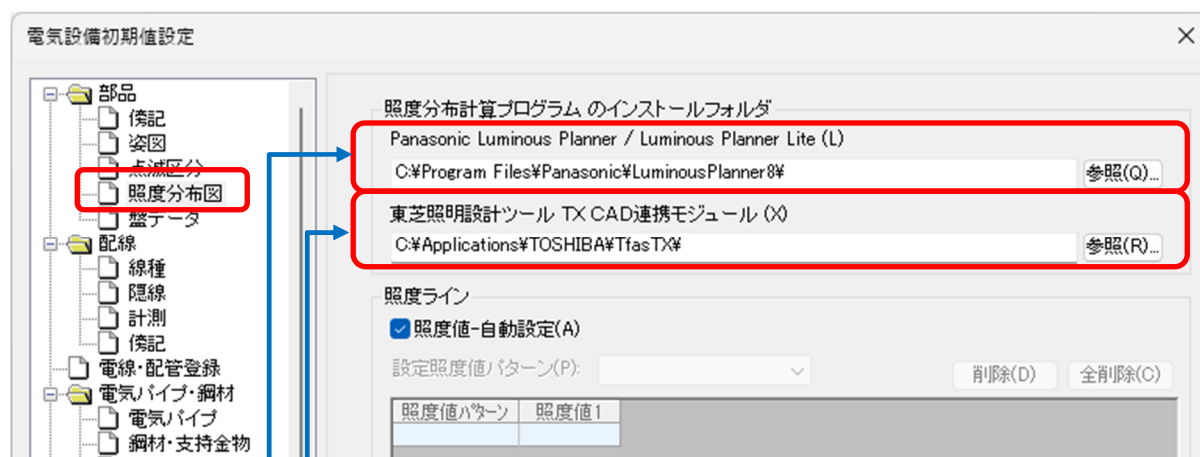 電気設備初期値設定
部品
傍記
姿図
点滅区分
照度分布図
盤データ
配線
線種
隠線
計測
傍記
電線・配管登録
電気パイプ・鋼材
電気パイプ
鋼材・支持金物
照度分布計算プログラム のインストールフォルダ
Panasonic Luminous Planner / Luminous Planner Lite (L)
C:¥Program Files¥Panasonic¥LuminousPlanner8¥
参照(Q)...
東芝照明設計ツール TX CAD連携モジュール (X)
C:¥Applications¥TOSHIBA¥TfasTX¥
参照(R)...
照度ライン
照度値-自動設定(A)
設定照度値パターン(P):
削除(D) 全削除(C)
照度値パターン 照度値1